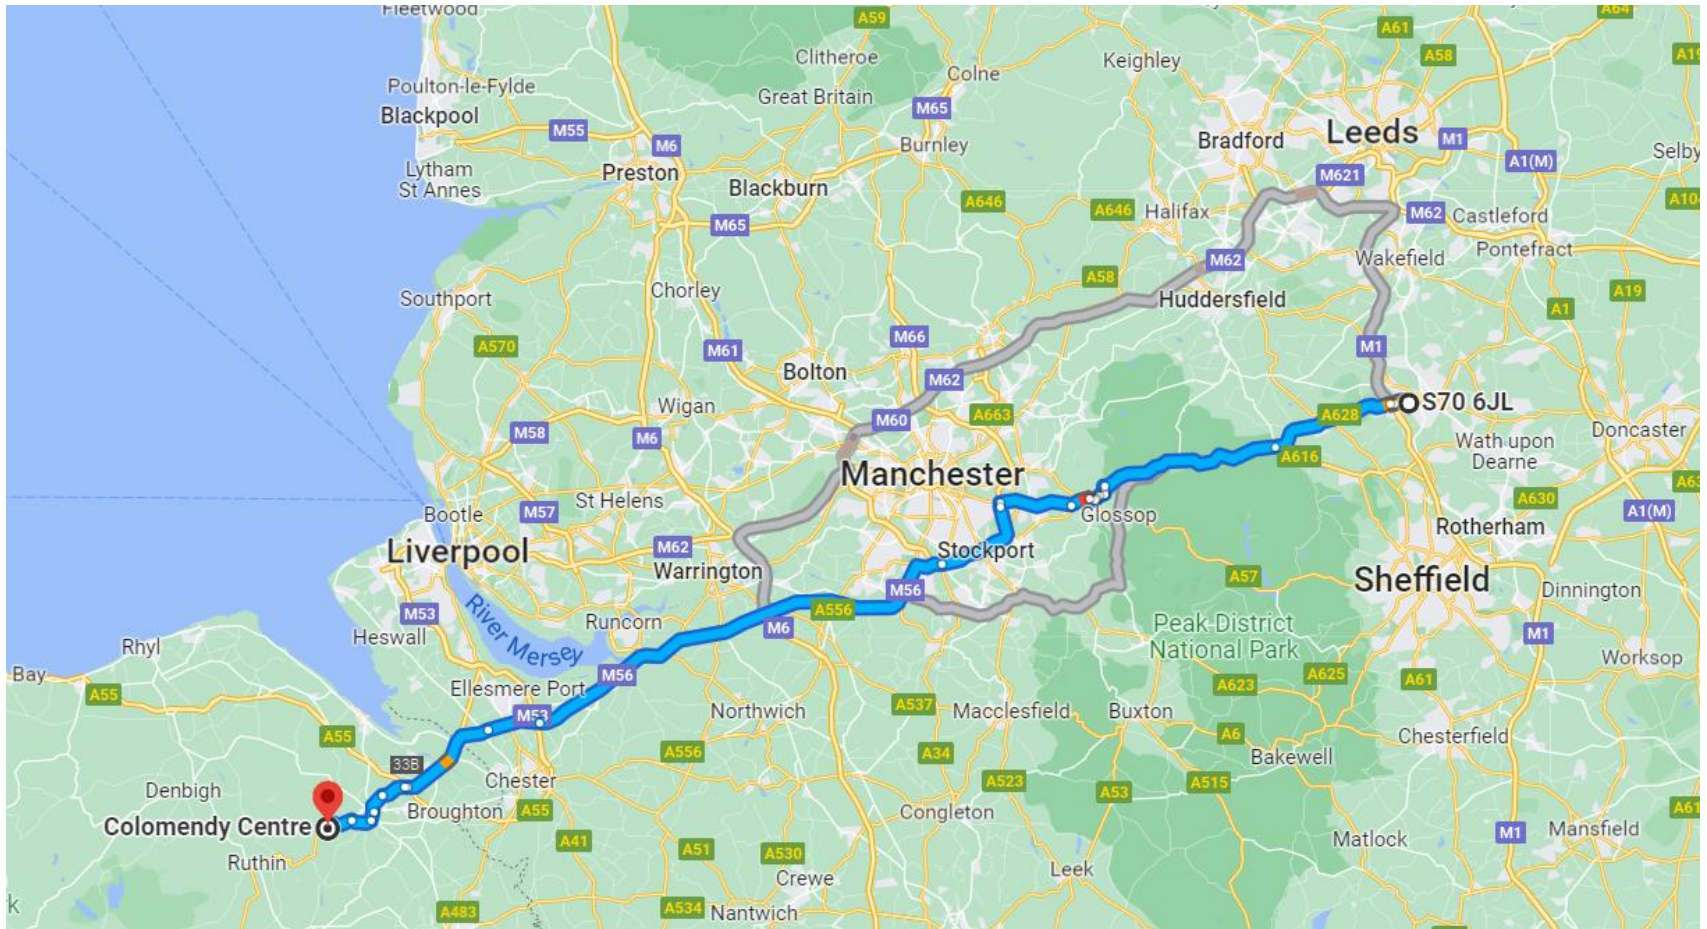 Fleetwood
A59
A61
A64
Clitheroe
Keighley
A58
A19
Colne
Poulton-le-Fylde
Great Britain
M65
Blackpool
M55
M6
Burnley
Bradford
Leeds
M1
A1(M)
Selby
Lytham
St Annes
Preston
Blackburn
M621
A646
A646
Halifax
M62
Castleford
M65
Pontefract
Wakefield
M62
A58
Southport
Chorley
Huddersfield
A19
A1
A570
M61
M66
M1
Bolton
M62
Wigan
M60
A663
A628
S70 6JL
M58
M6
Wath upon
Dearne
Doncaster
A616
Manchester
St Helens
A630
Bootle
M57
Glossop
A1(M)
Rotherham
Liverpool
M62
Stockport
Warrington
Sheffield
A57
M56
Dinnington
River Mersey
M53
A556
Runcorn
Heswall
M6
Peak District
National Park
M1
Rhyl
Worksop
Bay
M56
A625
A61
A55
Ellesmere Port
A623
M53
Northwich
A537
Macclesfield
Buxton
A55
A556
A34
A6
Chesterfield
Bakewell
33B
Chester
A523
A515
A53
Denbigh
Broughton
A55
Congleton
Colomendy Centre
M1
Mansfield
A41
A51
A530
Matlock
Ruthin
Crewe
Leek
A483
A534
Nantwich